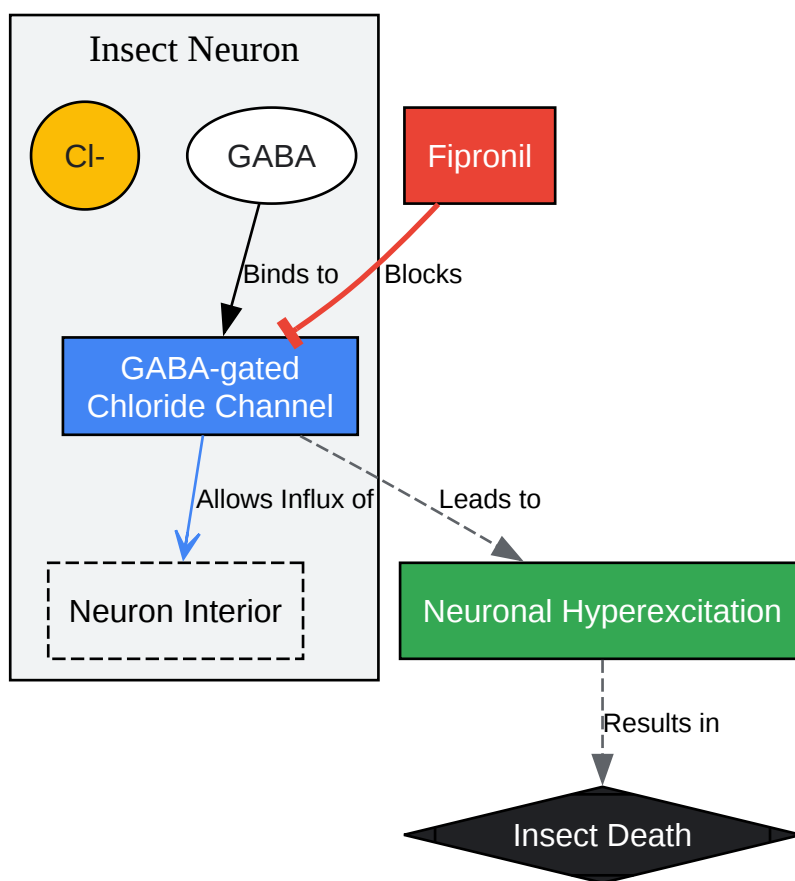 Insect Neuron
Cl-
GABA
Fipronil
Binds to
Blocks
GABA-gated
Chloride Channel
Allows Influx of
Leads to
Neuron Interior
Neuronal Hyperexcitation
Results in
Insect Death